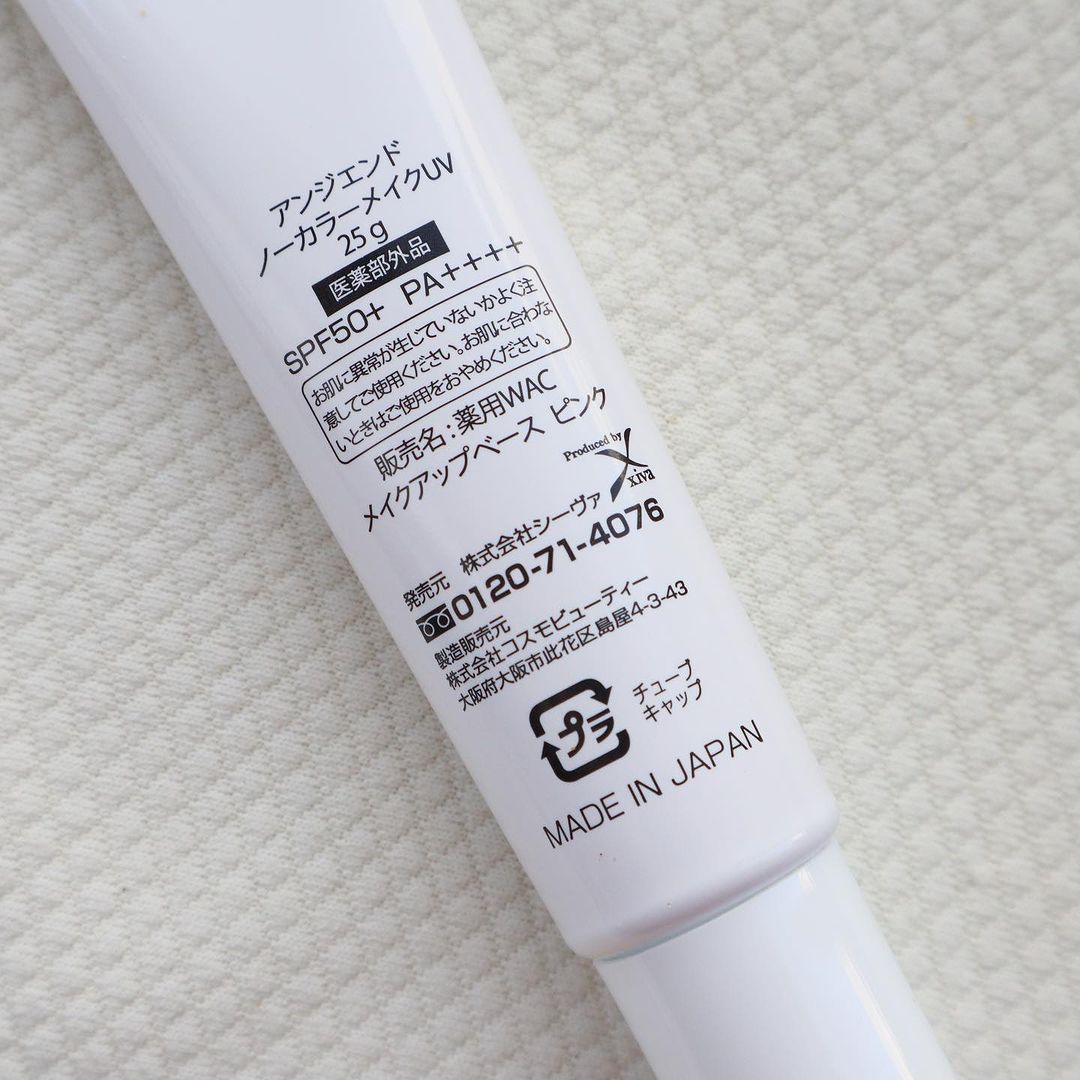 アンジエンド
ノーカラーメイクUV
25g
医薬部外品
SPF50+ PA++++
お肌に異常が生じていないかよく注
意してご使用ください。お肌に合わな
いときはご使用をおやめください。
販売名:薬用WAC
メイクアップベース ピンク
Produced by
xiva
発売元 株式会社シーヴァ
0120-71-4076
製造販売元
株式会社コスモビューティー
大阪府大阪市此花区島屋4-3-43
プラ
チューブ
キャップ
MADE IN JAPAN